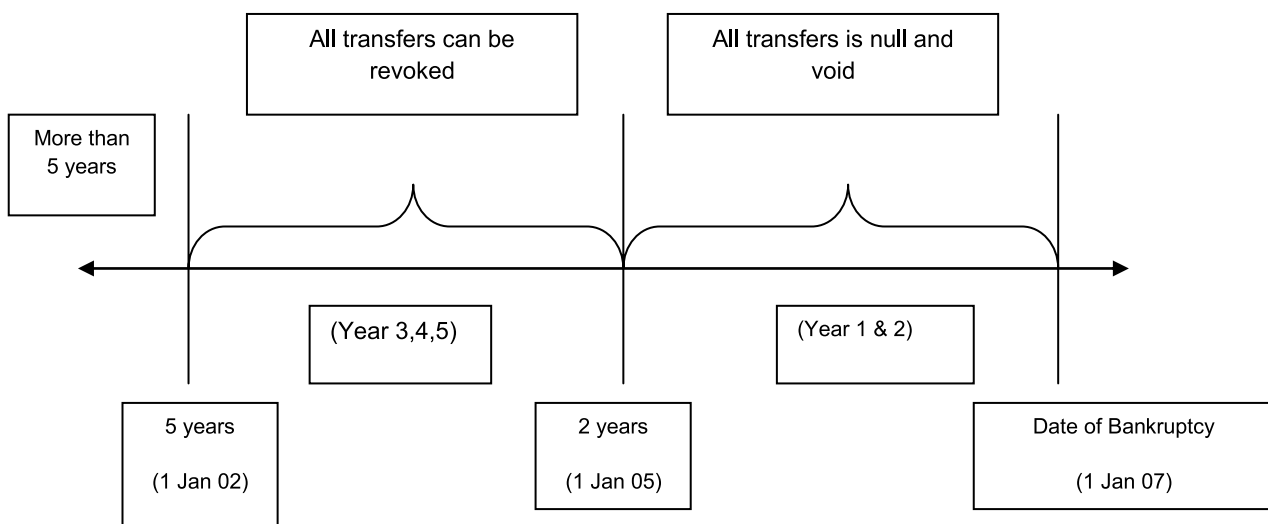 All transfers can be
revoked
All transfers is null and
void
More than
5 years
(Year 3,4,5)
(Year 1 & 2)
5 years
(1 Jan 02)
2 years
(1 Jan 05)
Date of Bankruptcy
(1 Jan 07)